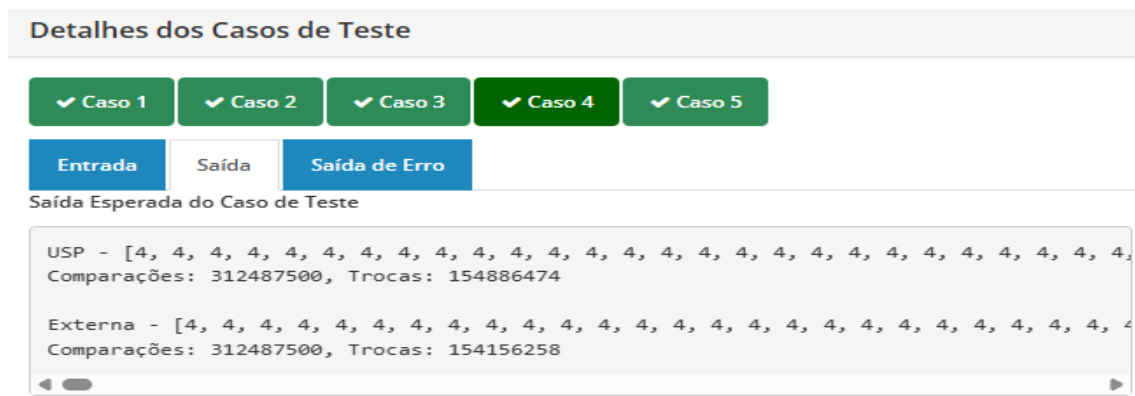 Detalhes dos Casos de Teste
✔ Caso 1 ✔ Caso 2 ✔ Caso 3 ✔ Caso 4 ✔ Caso 5
Entrada Saída Saída de Erro
Saída Esperada do Caso de Teste
USP - [4, 4, 4, 4, 4, 4, 4, 4, 4, 4, 4, 4, 4, 4, 4, 4, 4, 4, 4, 4, 4, 4, 4, 4, 4, 4, 4,
Comparações: 312487500, Trocas: 154886474
Externa - [4, 4, 4, 4, 4, 4, 4, 4, 4, 4, 4, 4, 4, 4, 4, 4, 4, 4, 4, 4, 4, 4, 4, 4, 4, 4
Comparações: 312487500, Trocas: 154156258